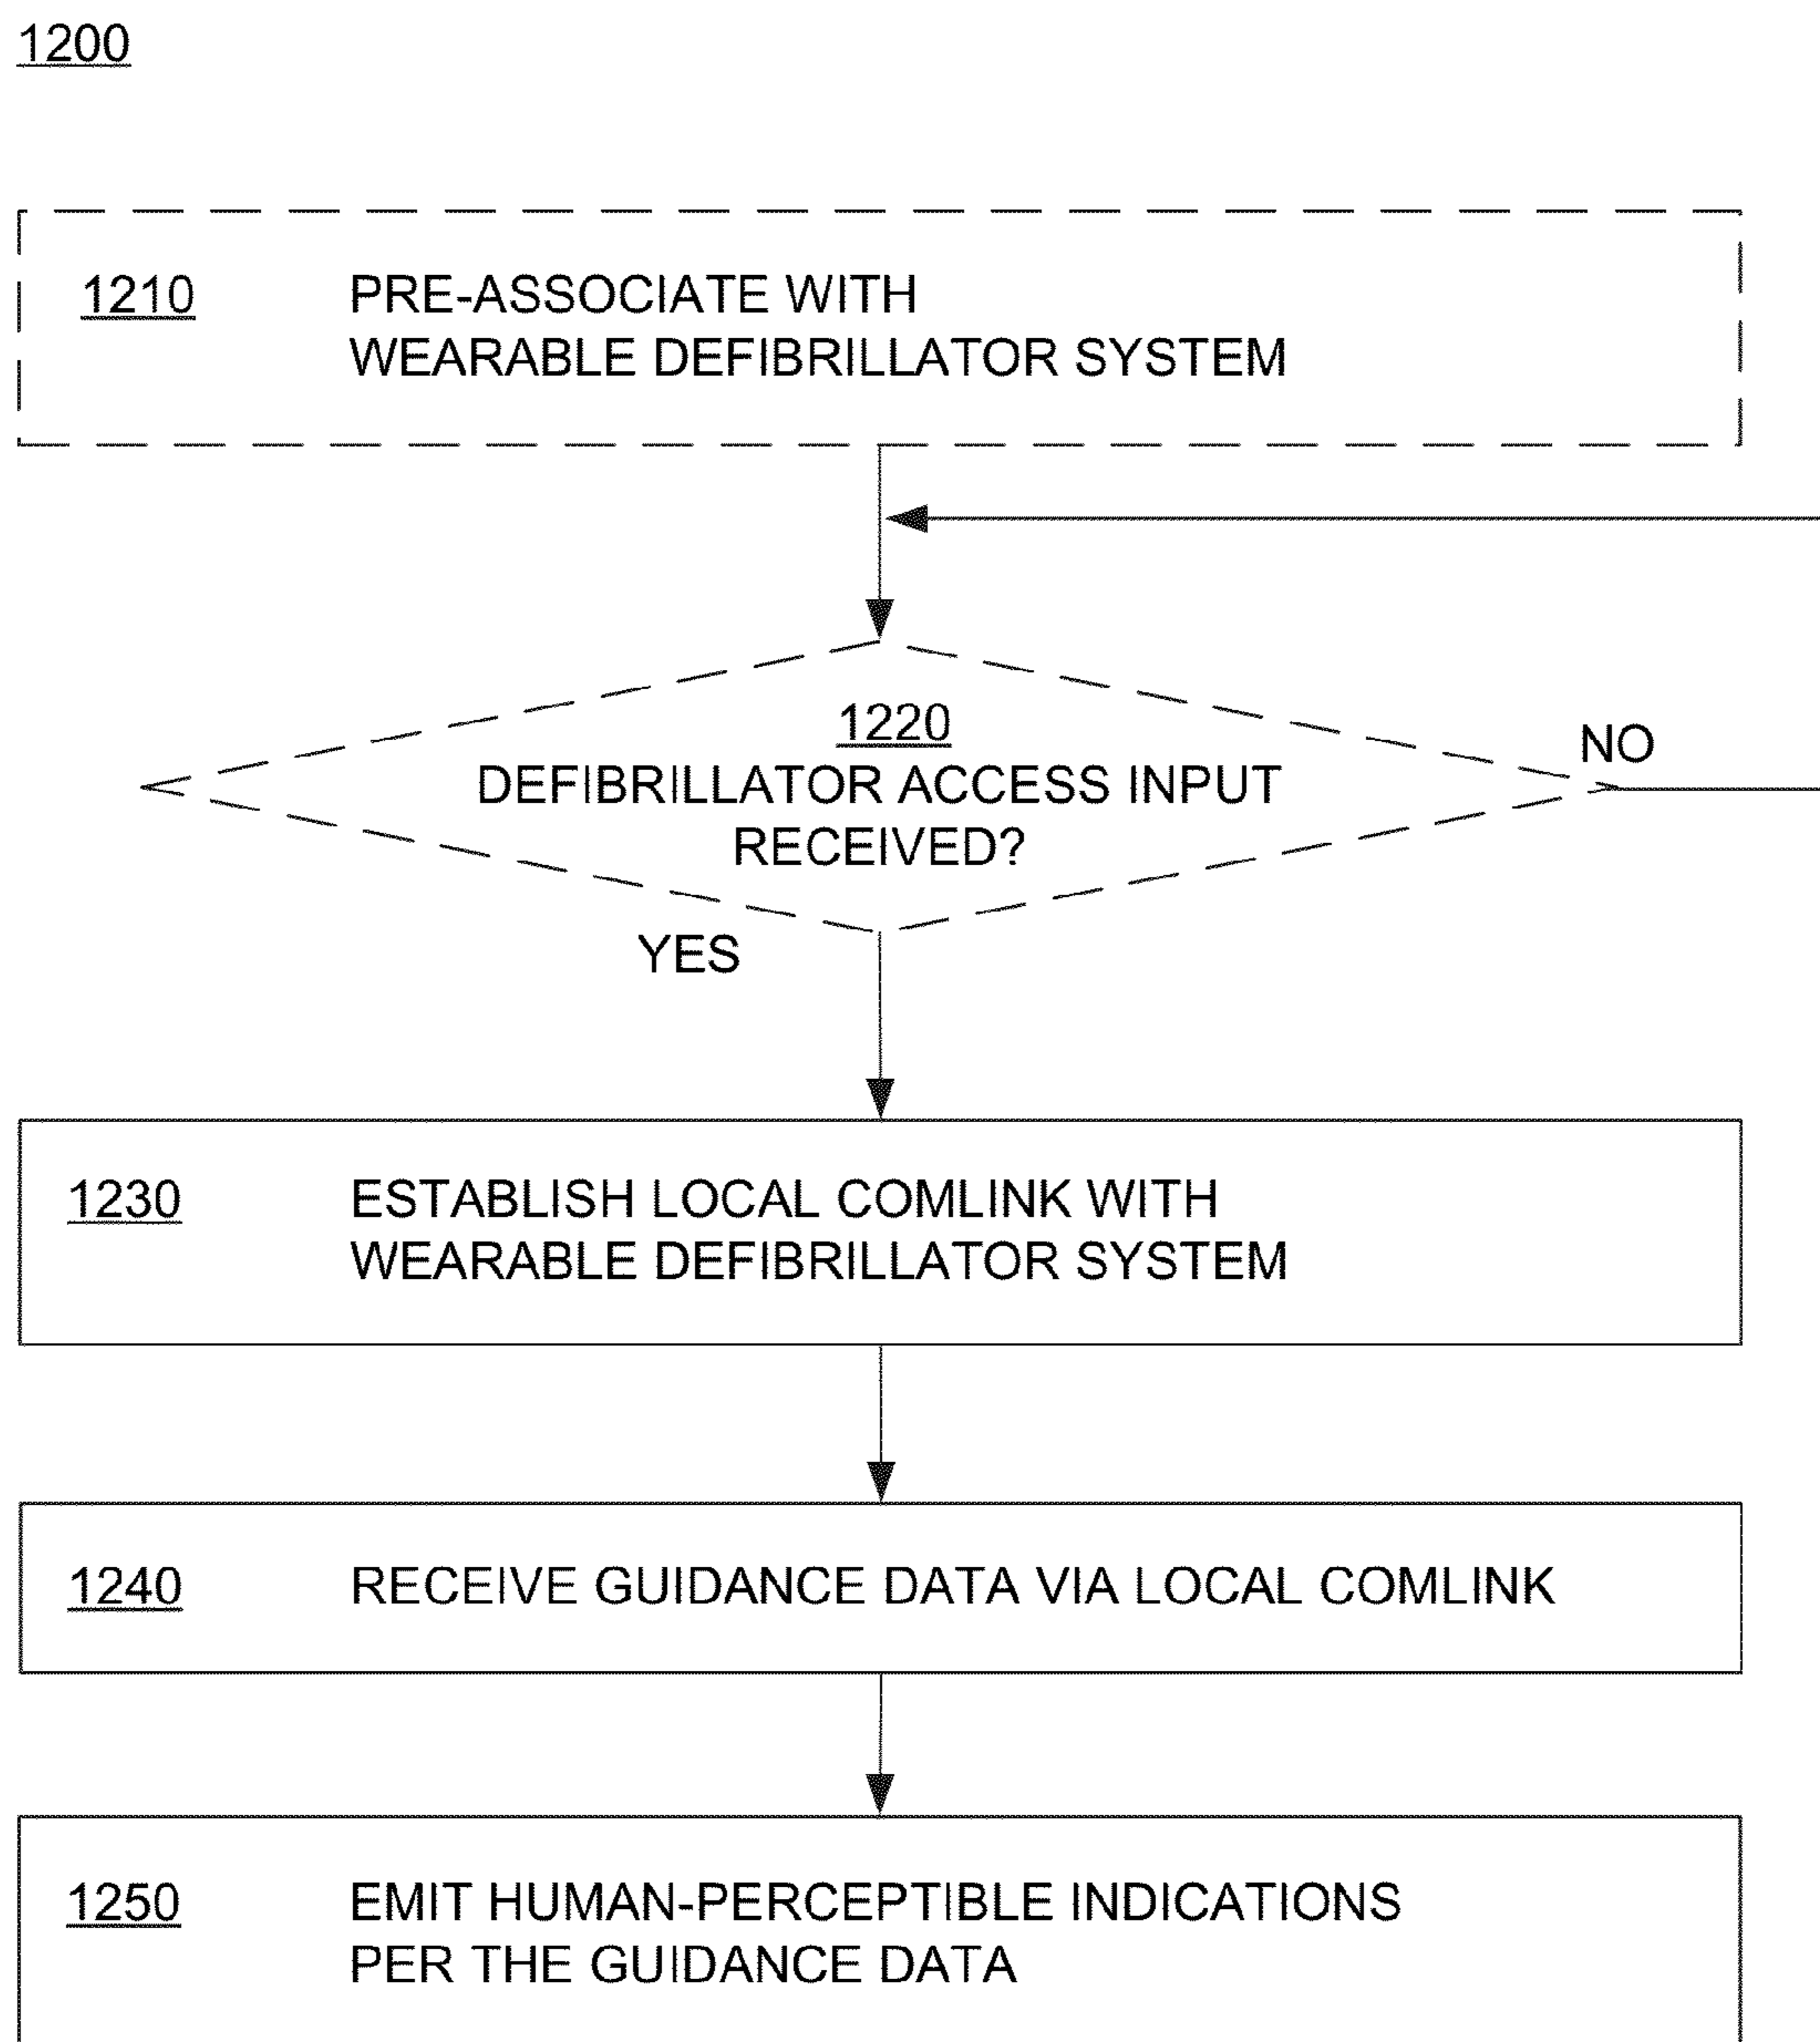 1200
1210 PRE-ASSOCIATE WITH
WEARABLE DEFIBRILLATOR SYSTEM
1220
DEFIBRILLATOR ACCESS INPUT
RECEIVED?
NO
YES
1230 ESTABLISH LOCAL COMLINK WITH
WEARABLE DEFIBRILLATOR SYSTEM
1240 RECEIVE GUIDANCE DATA VIA LOCAL COMLINK
1250 EMIT HUMAN-PERCEPTIBLE INDICATIONS
PER THE GUIDANCE DATA